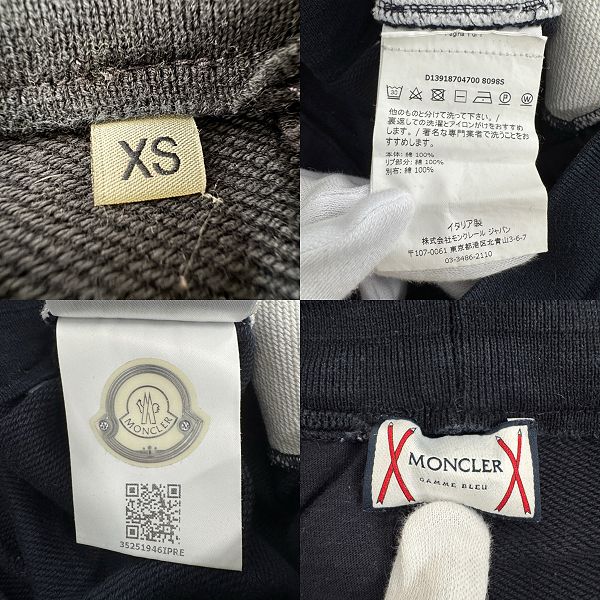 XS
D13918704700 8098S
他のものと分けて洗って下さい。/
裏返しての洗濯とアイロンがけをおすすめ
します。/ 著名な専門業者で洗うことをお
すすめします。
本体: 綿 100%
リブ部分: 綿 100%
別布: 綿 100%
イタリア製
株式会社モンクレール ジャパン
〒107-0061 東京都港区北青山3-6-7
03-3486-2110
MONCLER
35251946IPRE
MONCLER
GAMME BLEU